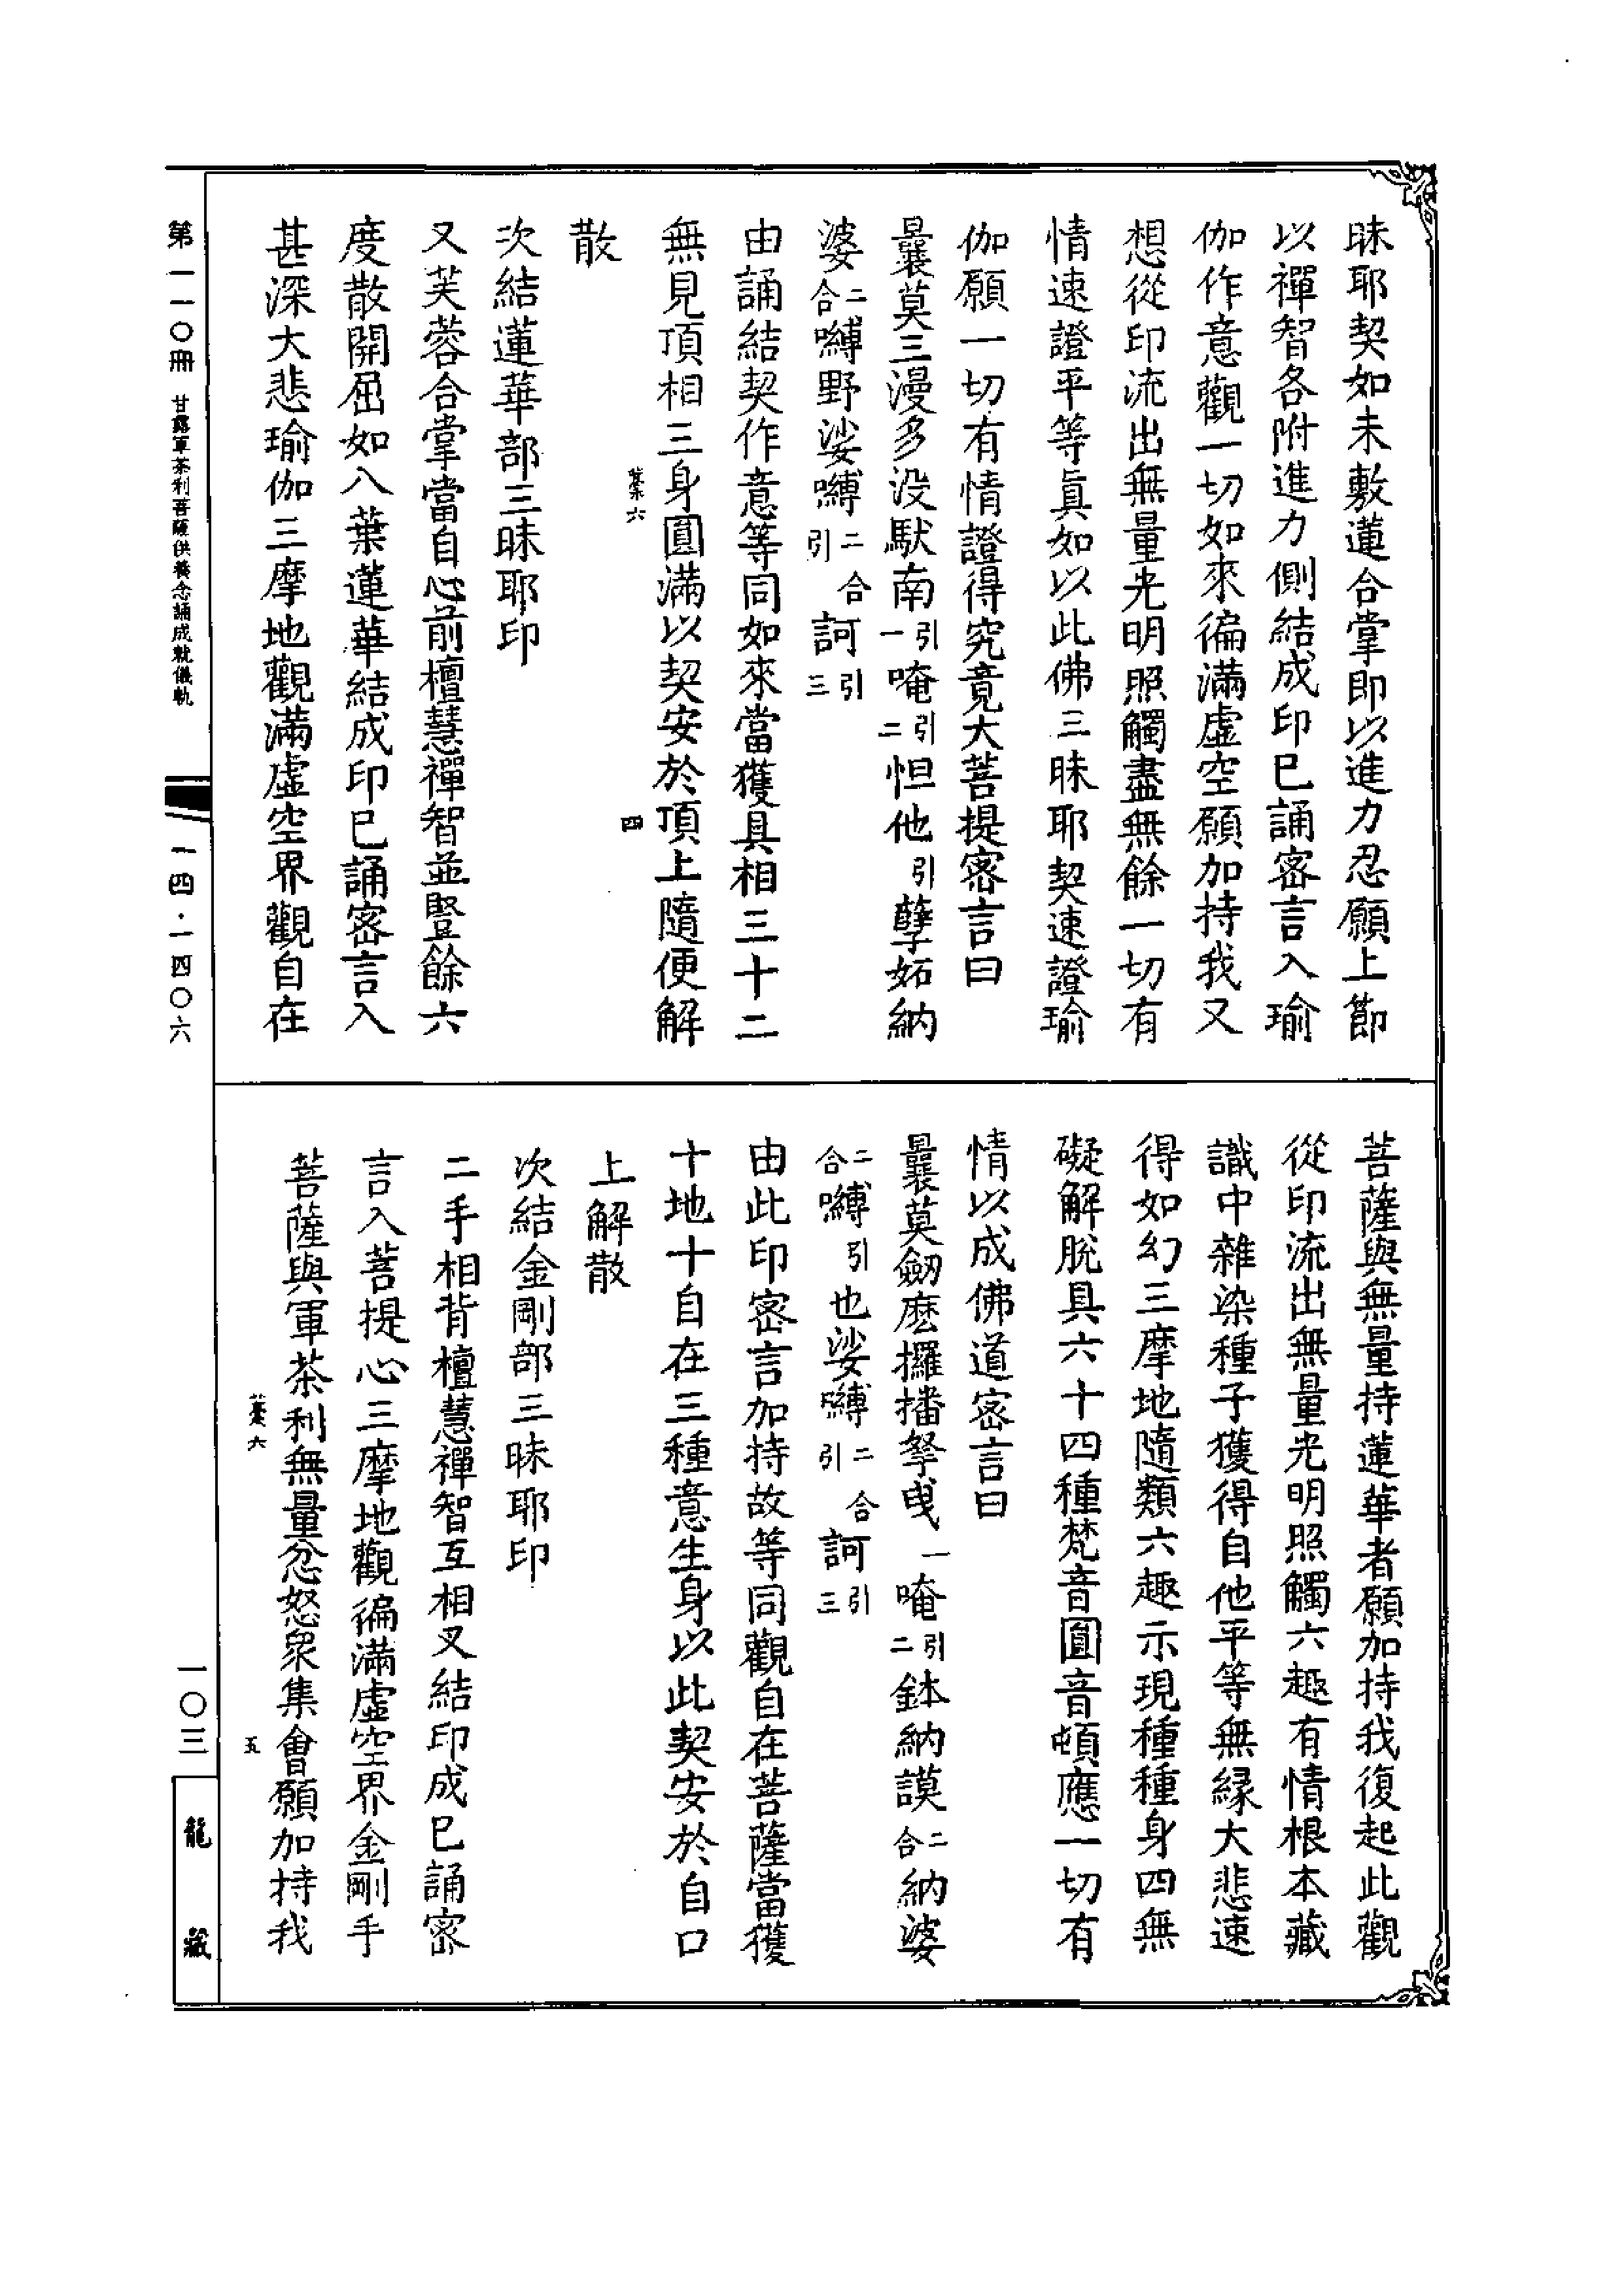 昧耶契如未敷蓮合掌即以進力忍願上節
以禪智各附進力側結成印已誦密言入瑜
伽作意觀一切如來徧滿虛空願加持我又
想從印流出無量光明照觸盡無餘一切有
情速證平等眞如以此佛三昧耶契速證瑜
伽願一切有情證得究竟大菩提密言曰
曩莫三漫多沒馱南引一唵引二怛他引孽妬納
婆二合嚩野娑嚩二合引訶引三
由誦結契作意等同如來當獲具相三十二
無見頂相三身圓滿以契安於頂上隨便解
散
次結蓮華部三昧耶印
又芙蓉合掌當自心前檀慧禪智並豎餘六
度散開屈如八葉蓮華結成印已誦密言入
甚深大悲瑜伽三摩地觀滿虛空界觀自在
菩薩與無量持蓮華者願加持我復起此觀
從印流出無量光明照觸六趣有情根本藏
識中雜染種子獲得自他平等無緣大悲速
得如幻三摩地隨類六趣示現種種身四無
礙解脫具六十四種梵音圓音頓應一切有
情以成佛道密言曰
曩莫劒麼攞播拏曵一唵引二鉢納謨二合納婆
二合嚩引也娑嚩二合引訶引三
由此印密言加持故等同觀自在菩薩當獲
十地十自在三種意生身以此契安於自口
上解散
次結金剛部三昧耶印
二手相背檀慧禪智互相叉結印成已誦密
言入菩提心三摩地觀徧滿虛空界金剛手
菩薩與軍茶利無量忿怒衆集會願加持我
六 四
六 五
第一一〇冊 甘露軍茶利菩薩供養念誦成就儀軌
一四·一四〇六
一〇三
龍藏